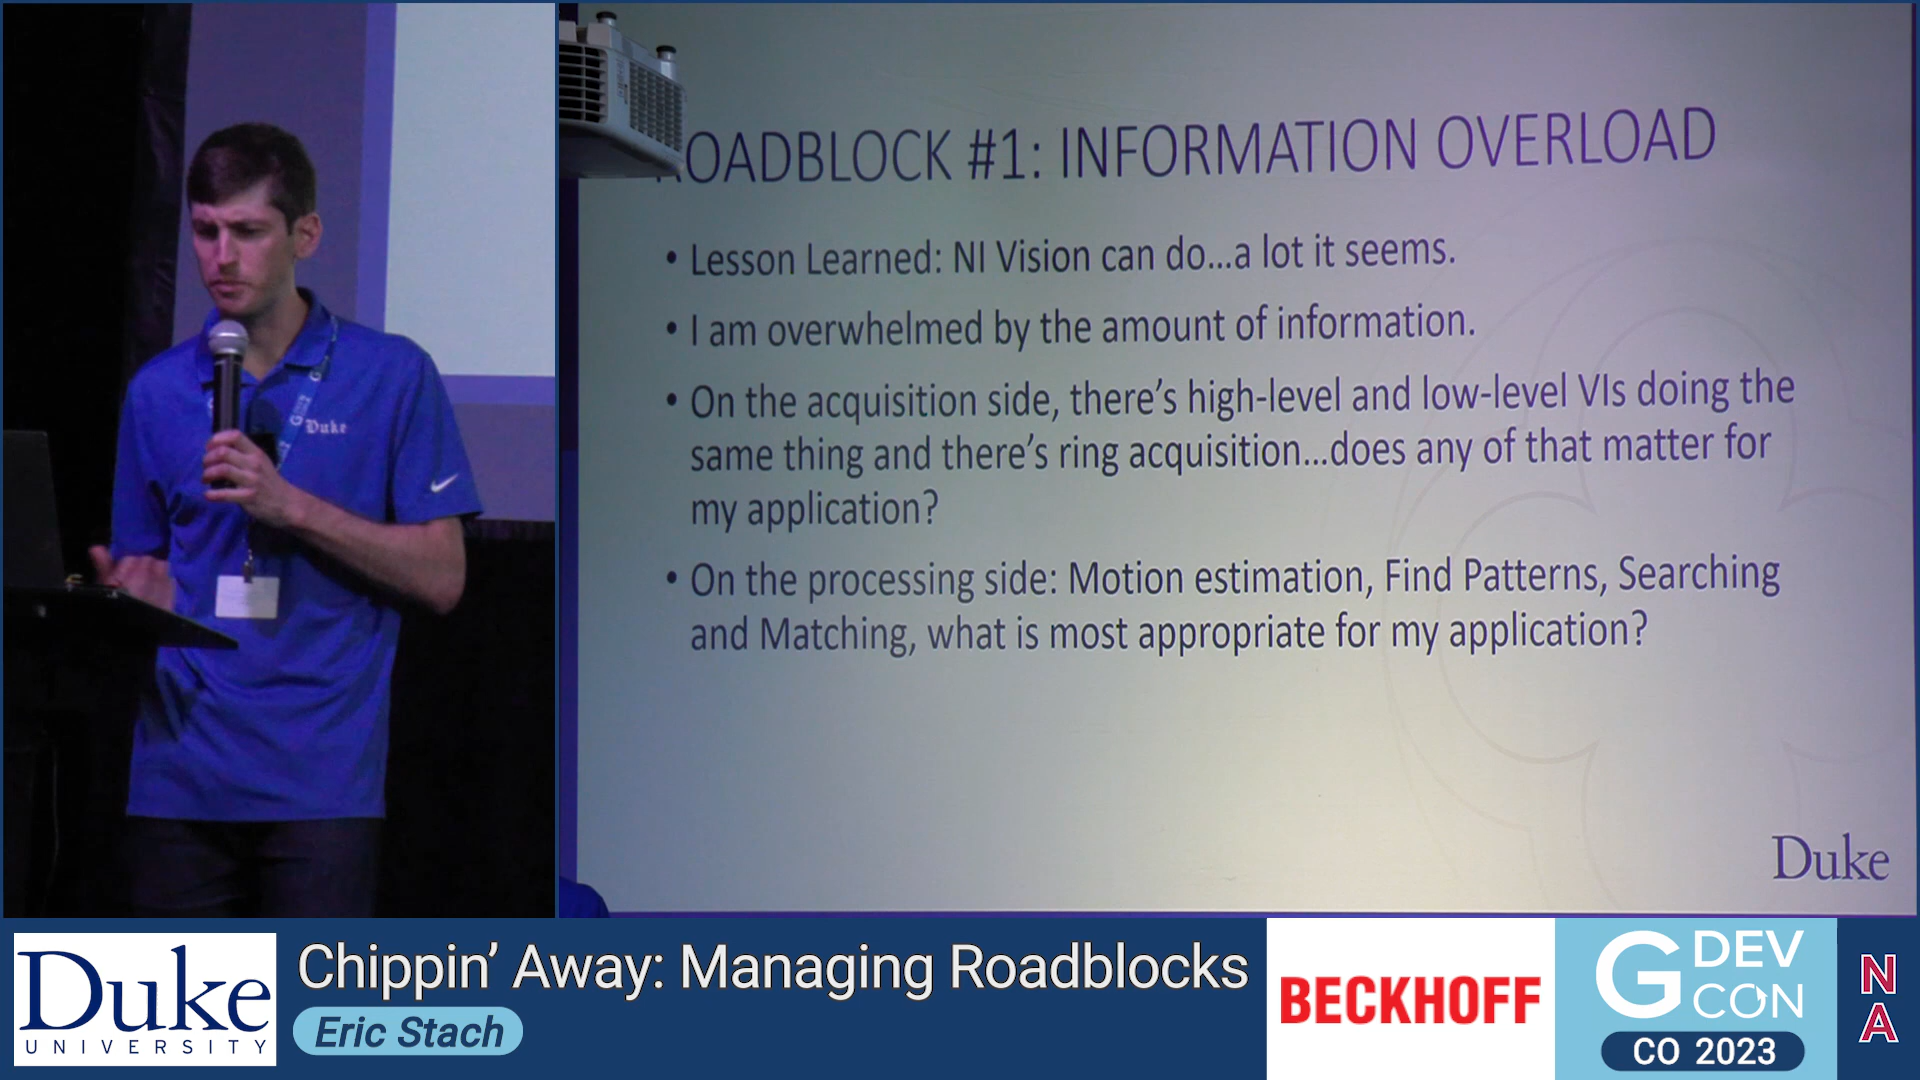 ROADBLOCK #1: INFORMATION OVERLOAD
• Lesson Learned: NI Vision can do...a lot it seems.
• I am overwhelmed by the amount of information.
• On the acquisition side, there's high-level and low-level VIs doing the
same thing and there's ring acquisition...does any of that matter for
my application?
• On the processing side: Motion estimation, Find Patterns, Searching
and Matching, what is most appropriate for my application?
Duke
Duke
Duke
UNIVERSITY
Chippin' Away: Managing Roadblocks
Eric Stach
BECKHOFF
G DEV
CON
CO 2023
N
A